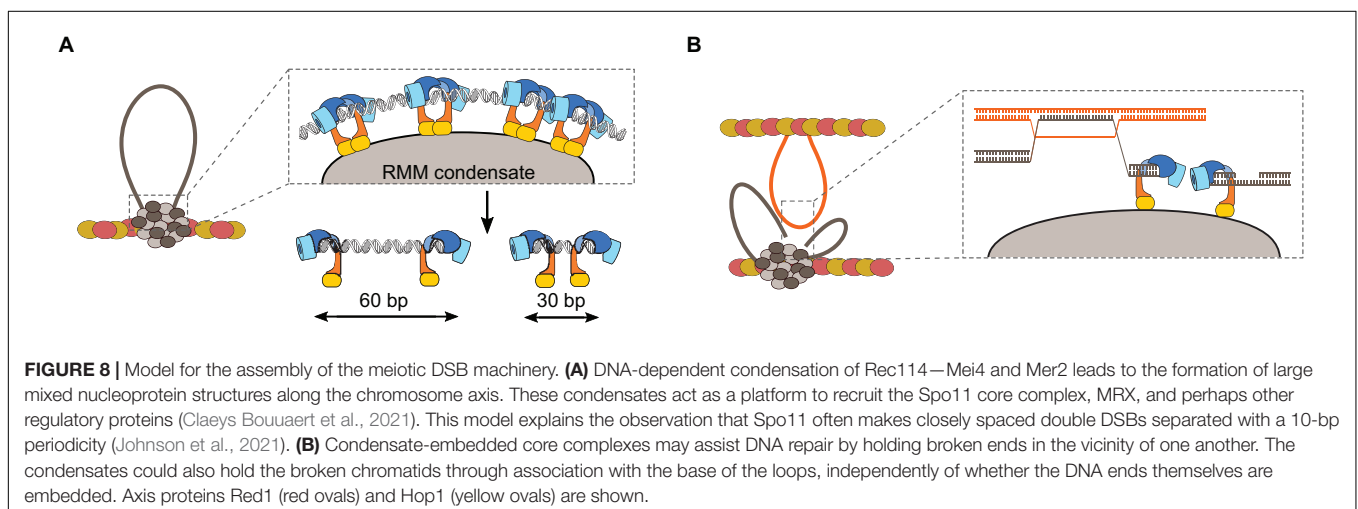 A
B
RMM condensate
60 bp
30 bp
FIGURE 8 | Model for the assembly of the meiotic DSB machinery. (A) DNA-dependent condensation of Rec114—Mei4 and Mer2 leads to the formation of large
mixed nucleoprotein structures along the chromosome axis. These condensates act as a platform to recruit the Spo11 core complex, MRX, and perhaps other
regulatory proteins (Claeys Bouuaert et al., 2021). This model explains the observation that Spo11 often makes closely spaced double DSBs separated with a 10-bp
periodicity (Johnson et al., 2021). (B) Condensate-embedded core complexes may assist DNA repair by holding broken ends in the vicinity of one another. The
condensates could also hold the broken chromatids through association with the base of the loops, independently of whether the DNA ends themselves are
embedded. Axis proteins Red1 (red ovals) and Hop1 (yellow ovals) are shown.